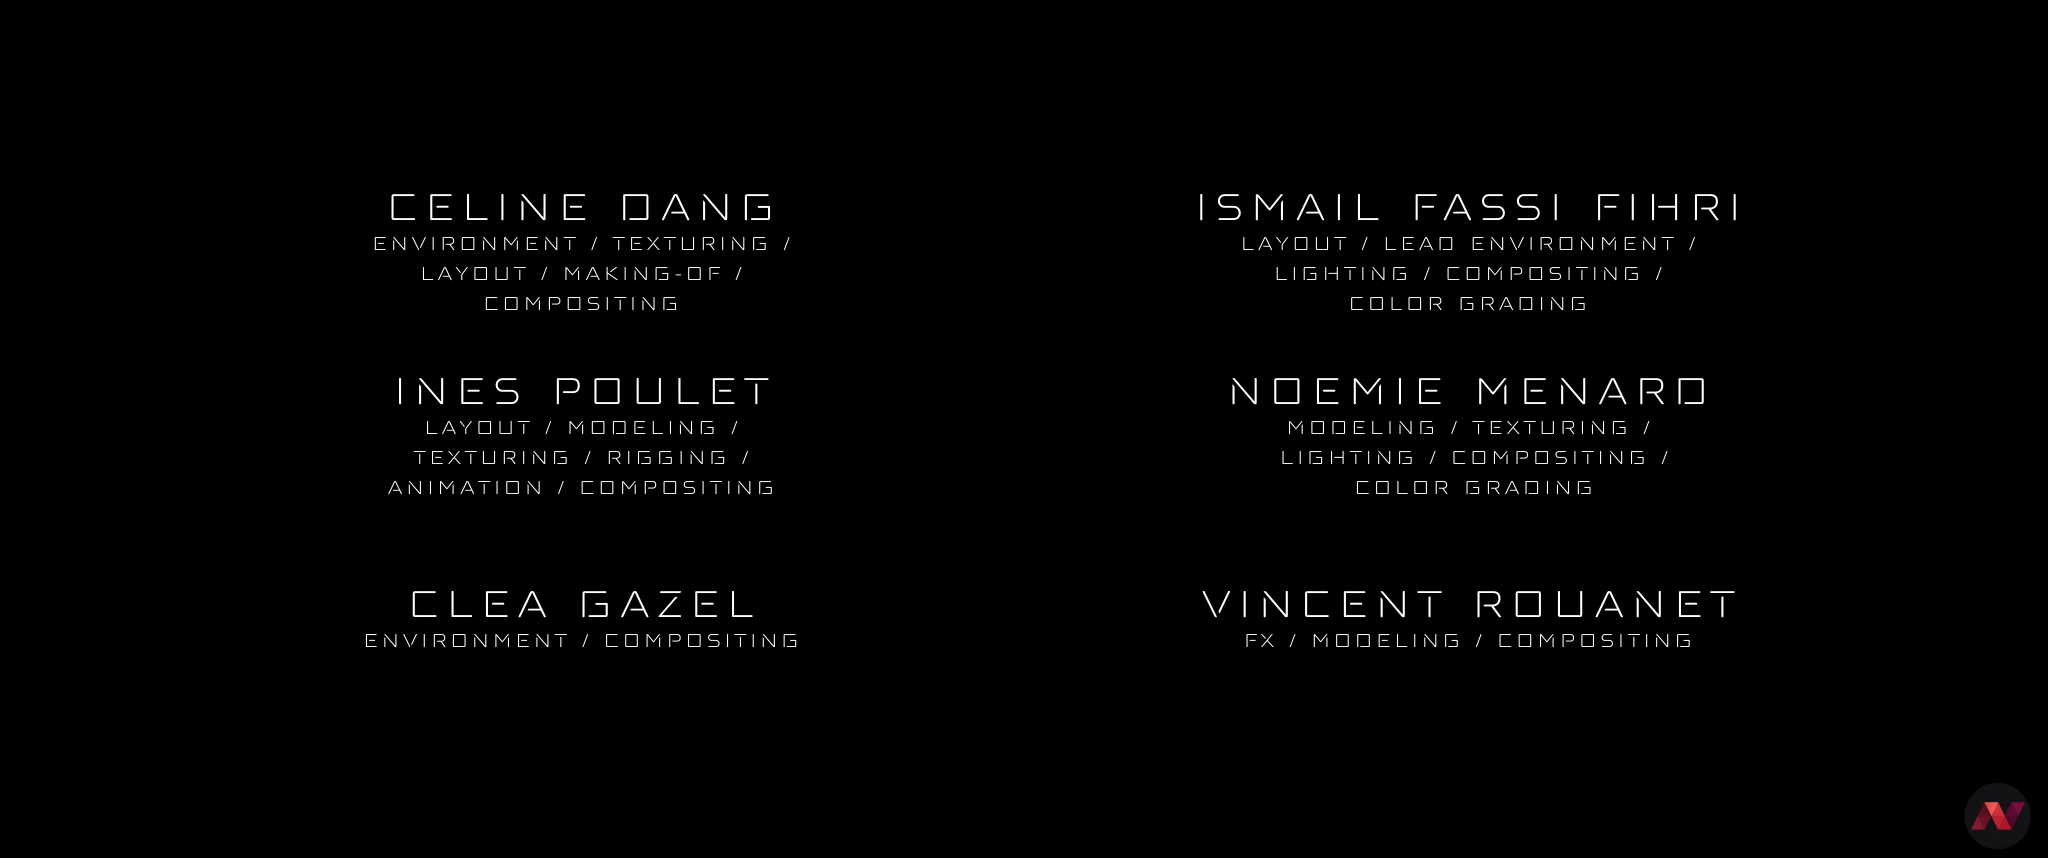 CELINE DANG
ENVIRONMENT / TEXTURING /
LAYOUT / MAKING-OF /
COMPOSITING
ISMAIL FASSI FIHRI
LAYOUT / LEAD ENVIRONMENT /
LIGHTING / COMPOSITING /
COLOR GRADING
INES POULET
LAYOUT / MODELING /
TEXTURING / RIGGING /
ANIMATION / COMPOSITING
NOEMIE MENARD
MODELING / TEXTURING /
LIGHTING / COMPOSITING /
COLOR GRADING
CLEA GAZEL
ENVIRONMENT / COMPOSITING
VINCENT ROUANET
FX / MODELING / COMPOSITING